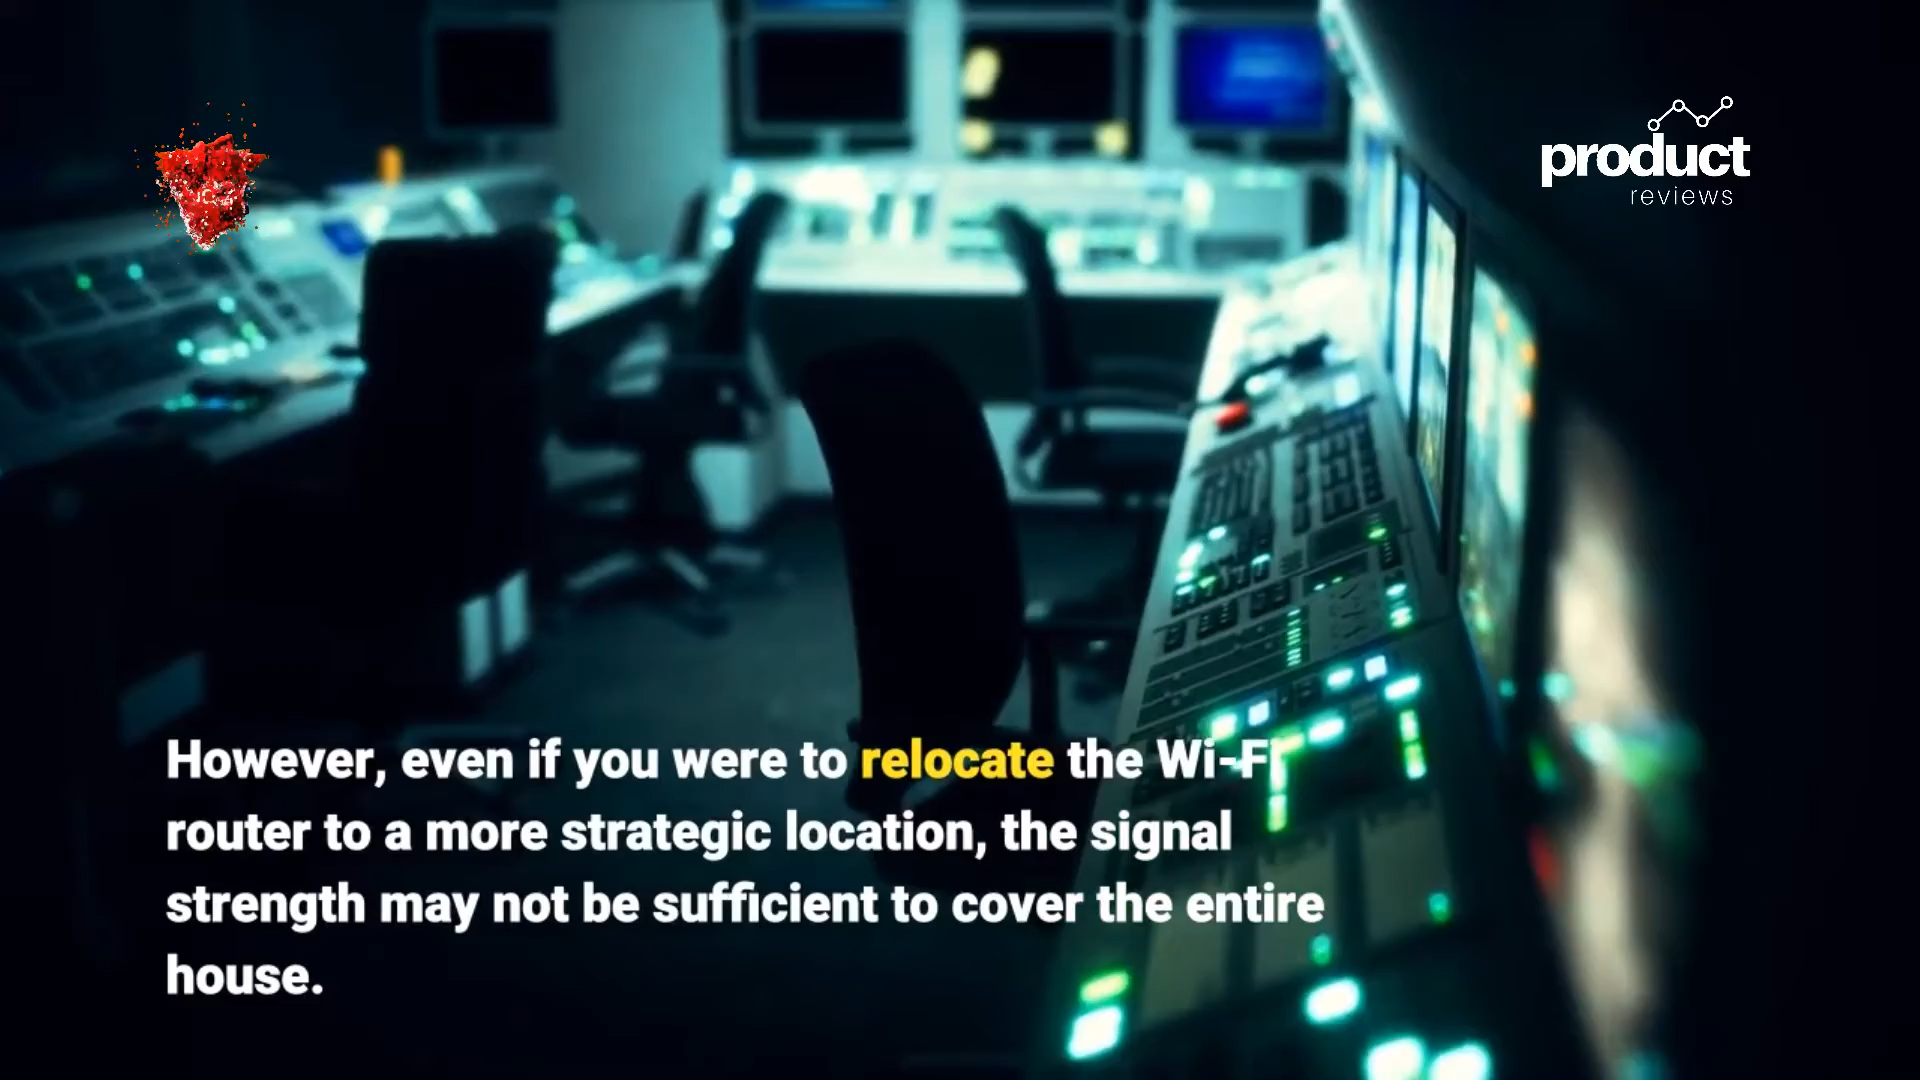 product
reviews
However, even if you were to relocate the Wi-Fi
router to a more strategic location, the signal
strength may not be sufficient to cover the entire
house.